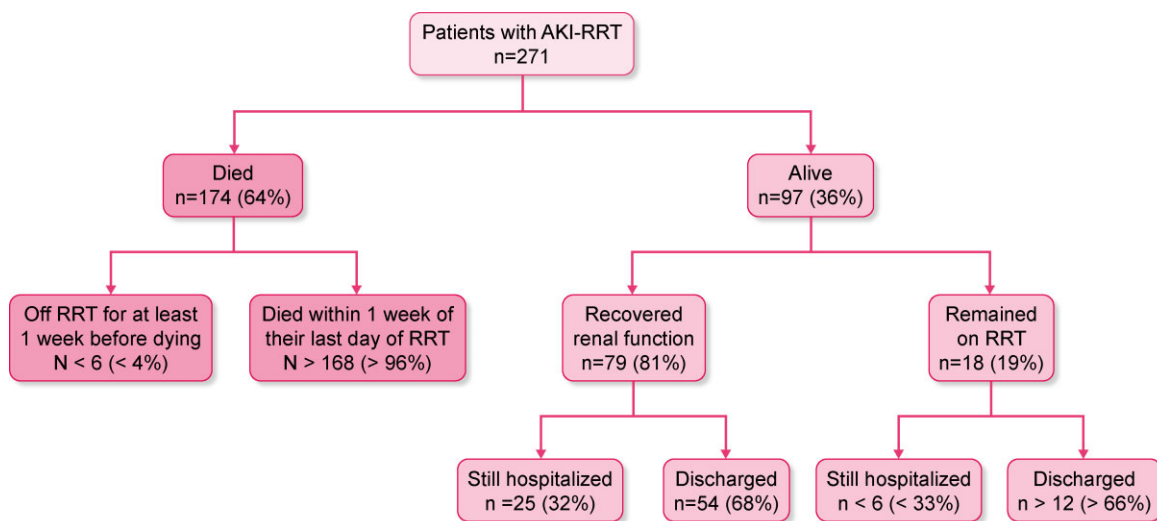 Patients with AKI-RRT
n=271
Died
n=174 (64%)
Alive
n=97 (36%)
Off RRT for at least
1 week before dying
N < 6 (< 4%)
Died within 1 week of
their last day of RRT
N > 168 (> 96%)
Recovered
renal function
n=79 (81%)
Remained
on RRT
n=18 (19%)
Still hospitalized
n =25 (32%)
Discharged
n=54 (68%)
Still hospitalized
n < 6 (< 33%)
Discharged
n > 12 (> 66%)